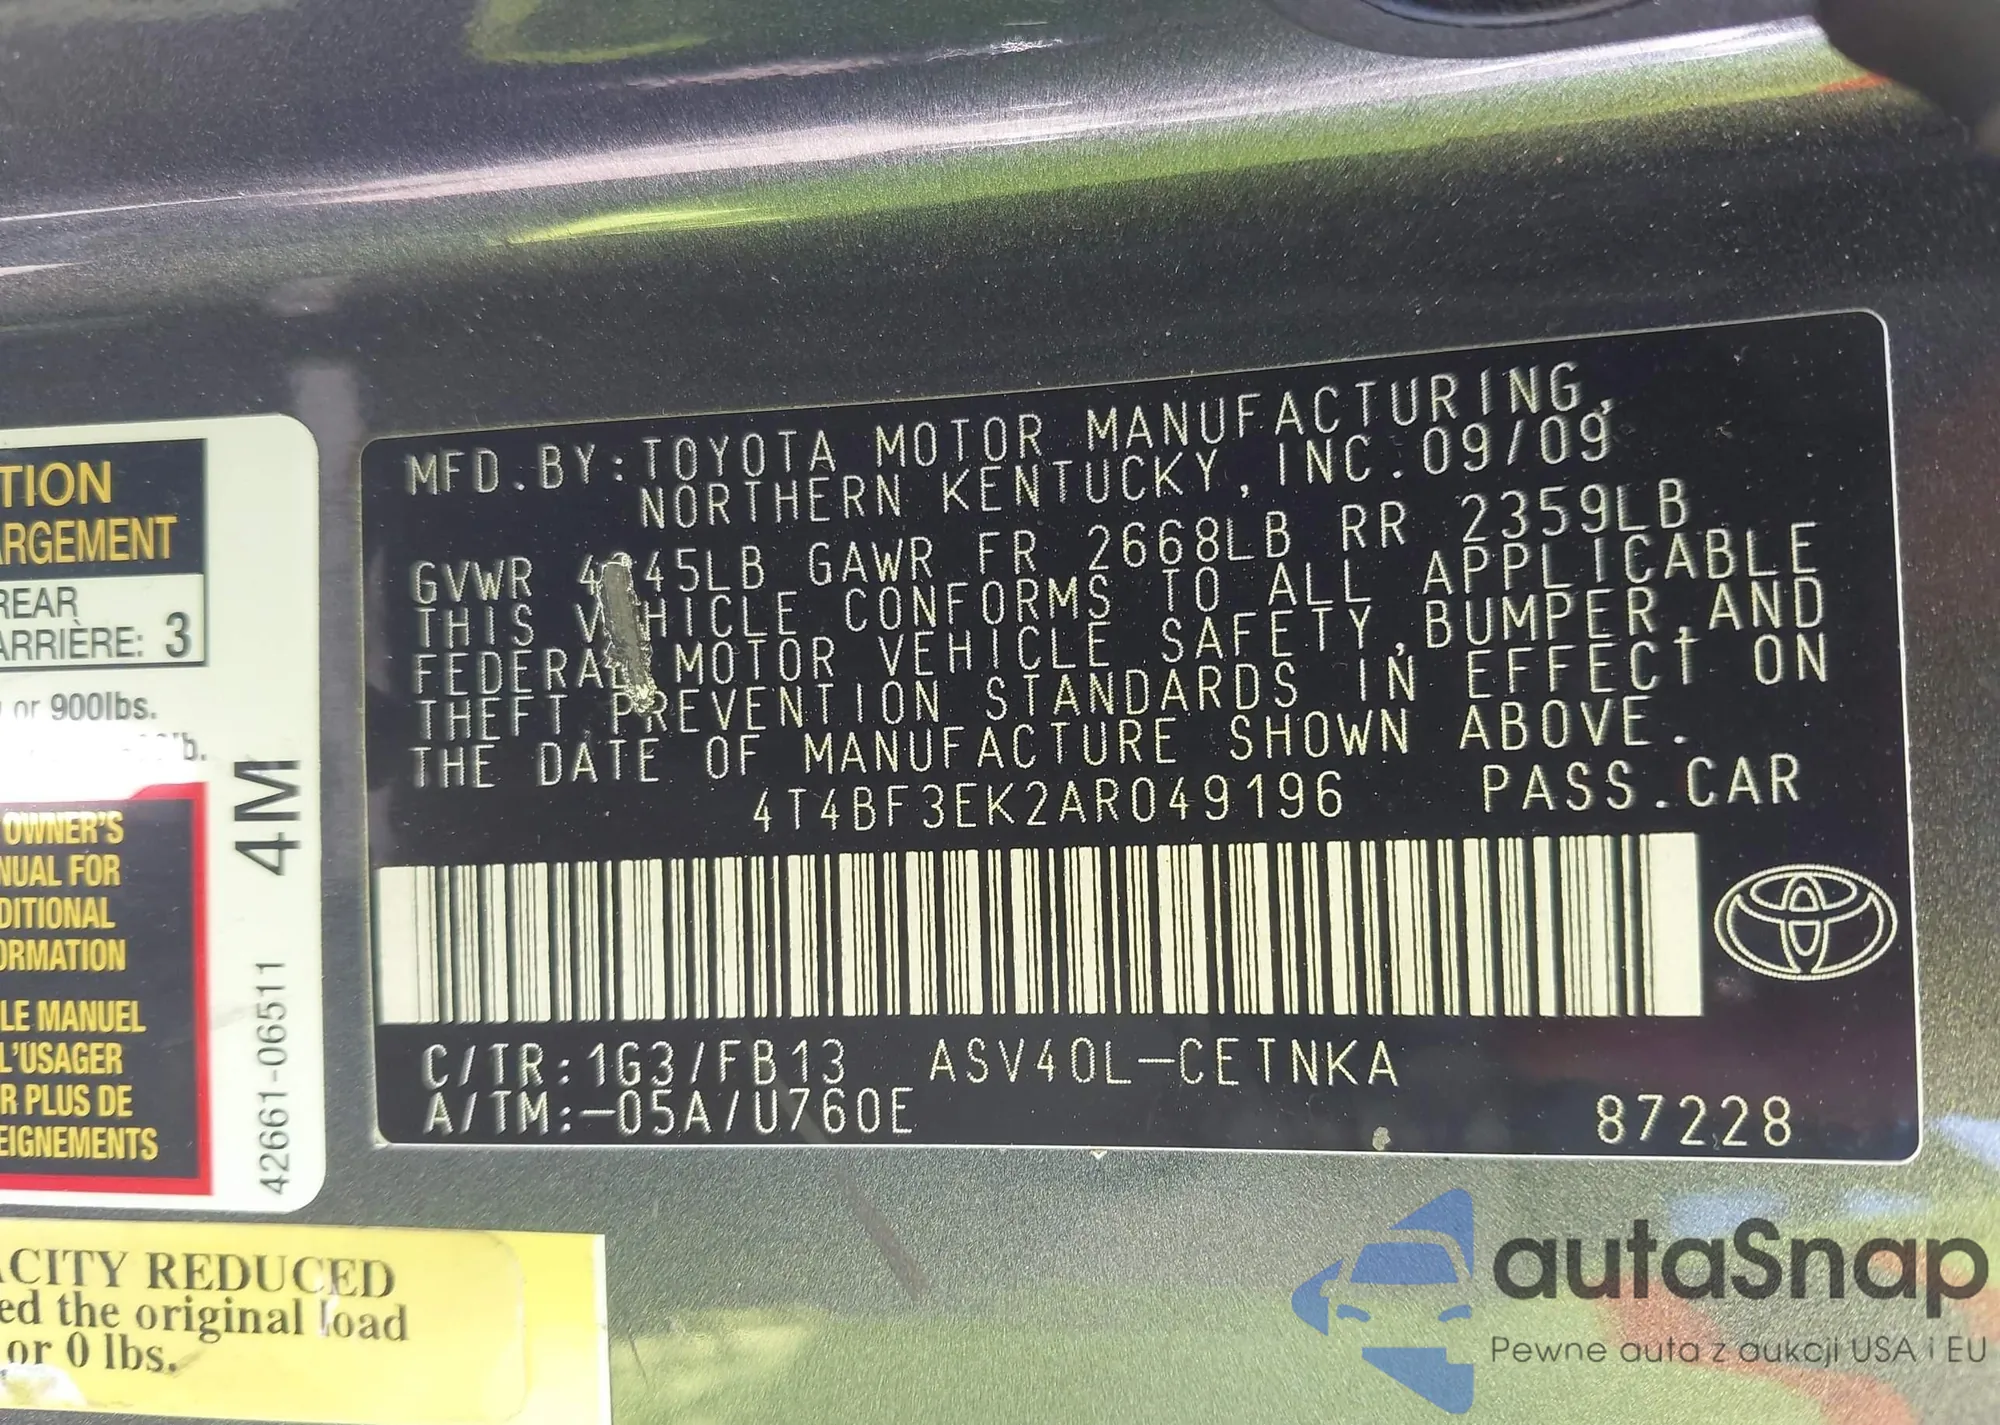 MFD.BY:TOYOTA MOTOR MANUFACTURING,
NORTHERN KENTUCKY, INC.09/09
GVWR 45LB GAWR FR 2668LB RR 2359LB
THIS VEHICLE CONFORMS TO ALL APPLICABLE
FEDERAL MOTOR VEHICLE SAFETY,BUMPER,AND
THEFT PREVENTION STANDARDS IN EFFECT ON
THE DATE OF MANUFACTURE SHOWN ABOVE.
4T4BF3EK2AR049196 PASS.CAR
C/TR:1G3/FB13 ASV40L-CETNKA
A/TM:-05A/U760E
87228
TION
ARGEMENT
REAR
ARRIÈRE: 3
or 900lbs.
lb.
OWNER'S
NUAL FOR
DITIONAL
ORMATION
LE MANUEL
L'USAGER
R PLUS DE
EIGNEMENTS
4M
42661-06511
ACITY REDUCED
ed the original load
or 0 lbs.
autaSnap
Pewne auta z aukcji USA i EU